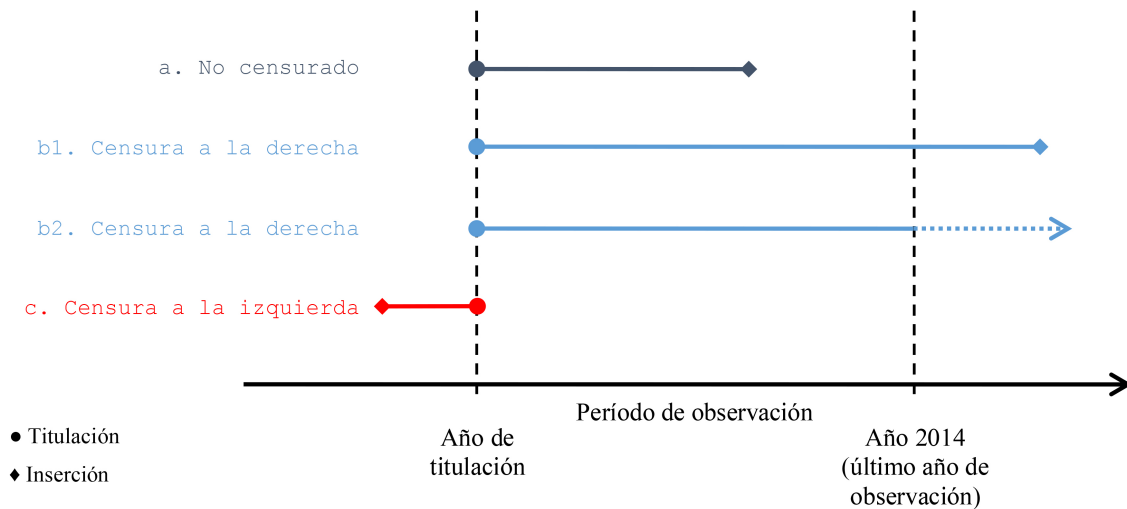 a. No censurado
b1. Censura a la derecha
b2. Censura a la derecha
c. Censura a la izquierda
Período de observación
● Titulación
♦ Inserción
Año de
titulación
Año 2014
(último año de
observación)